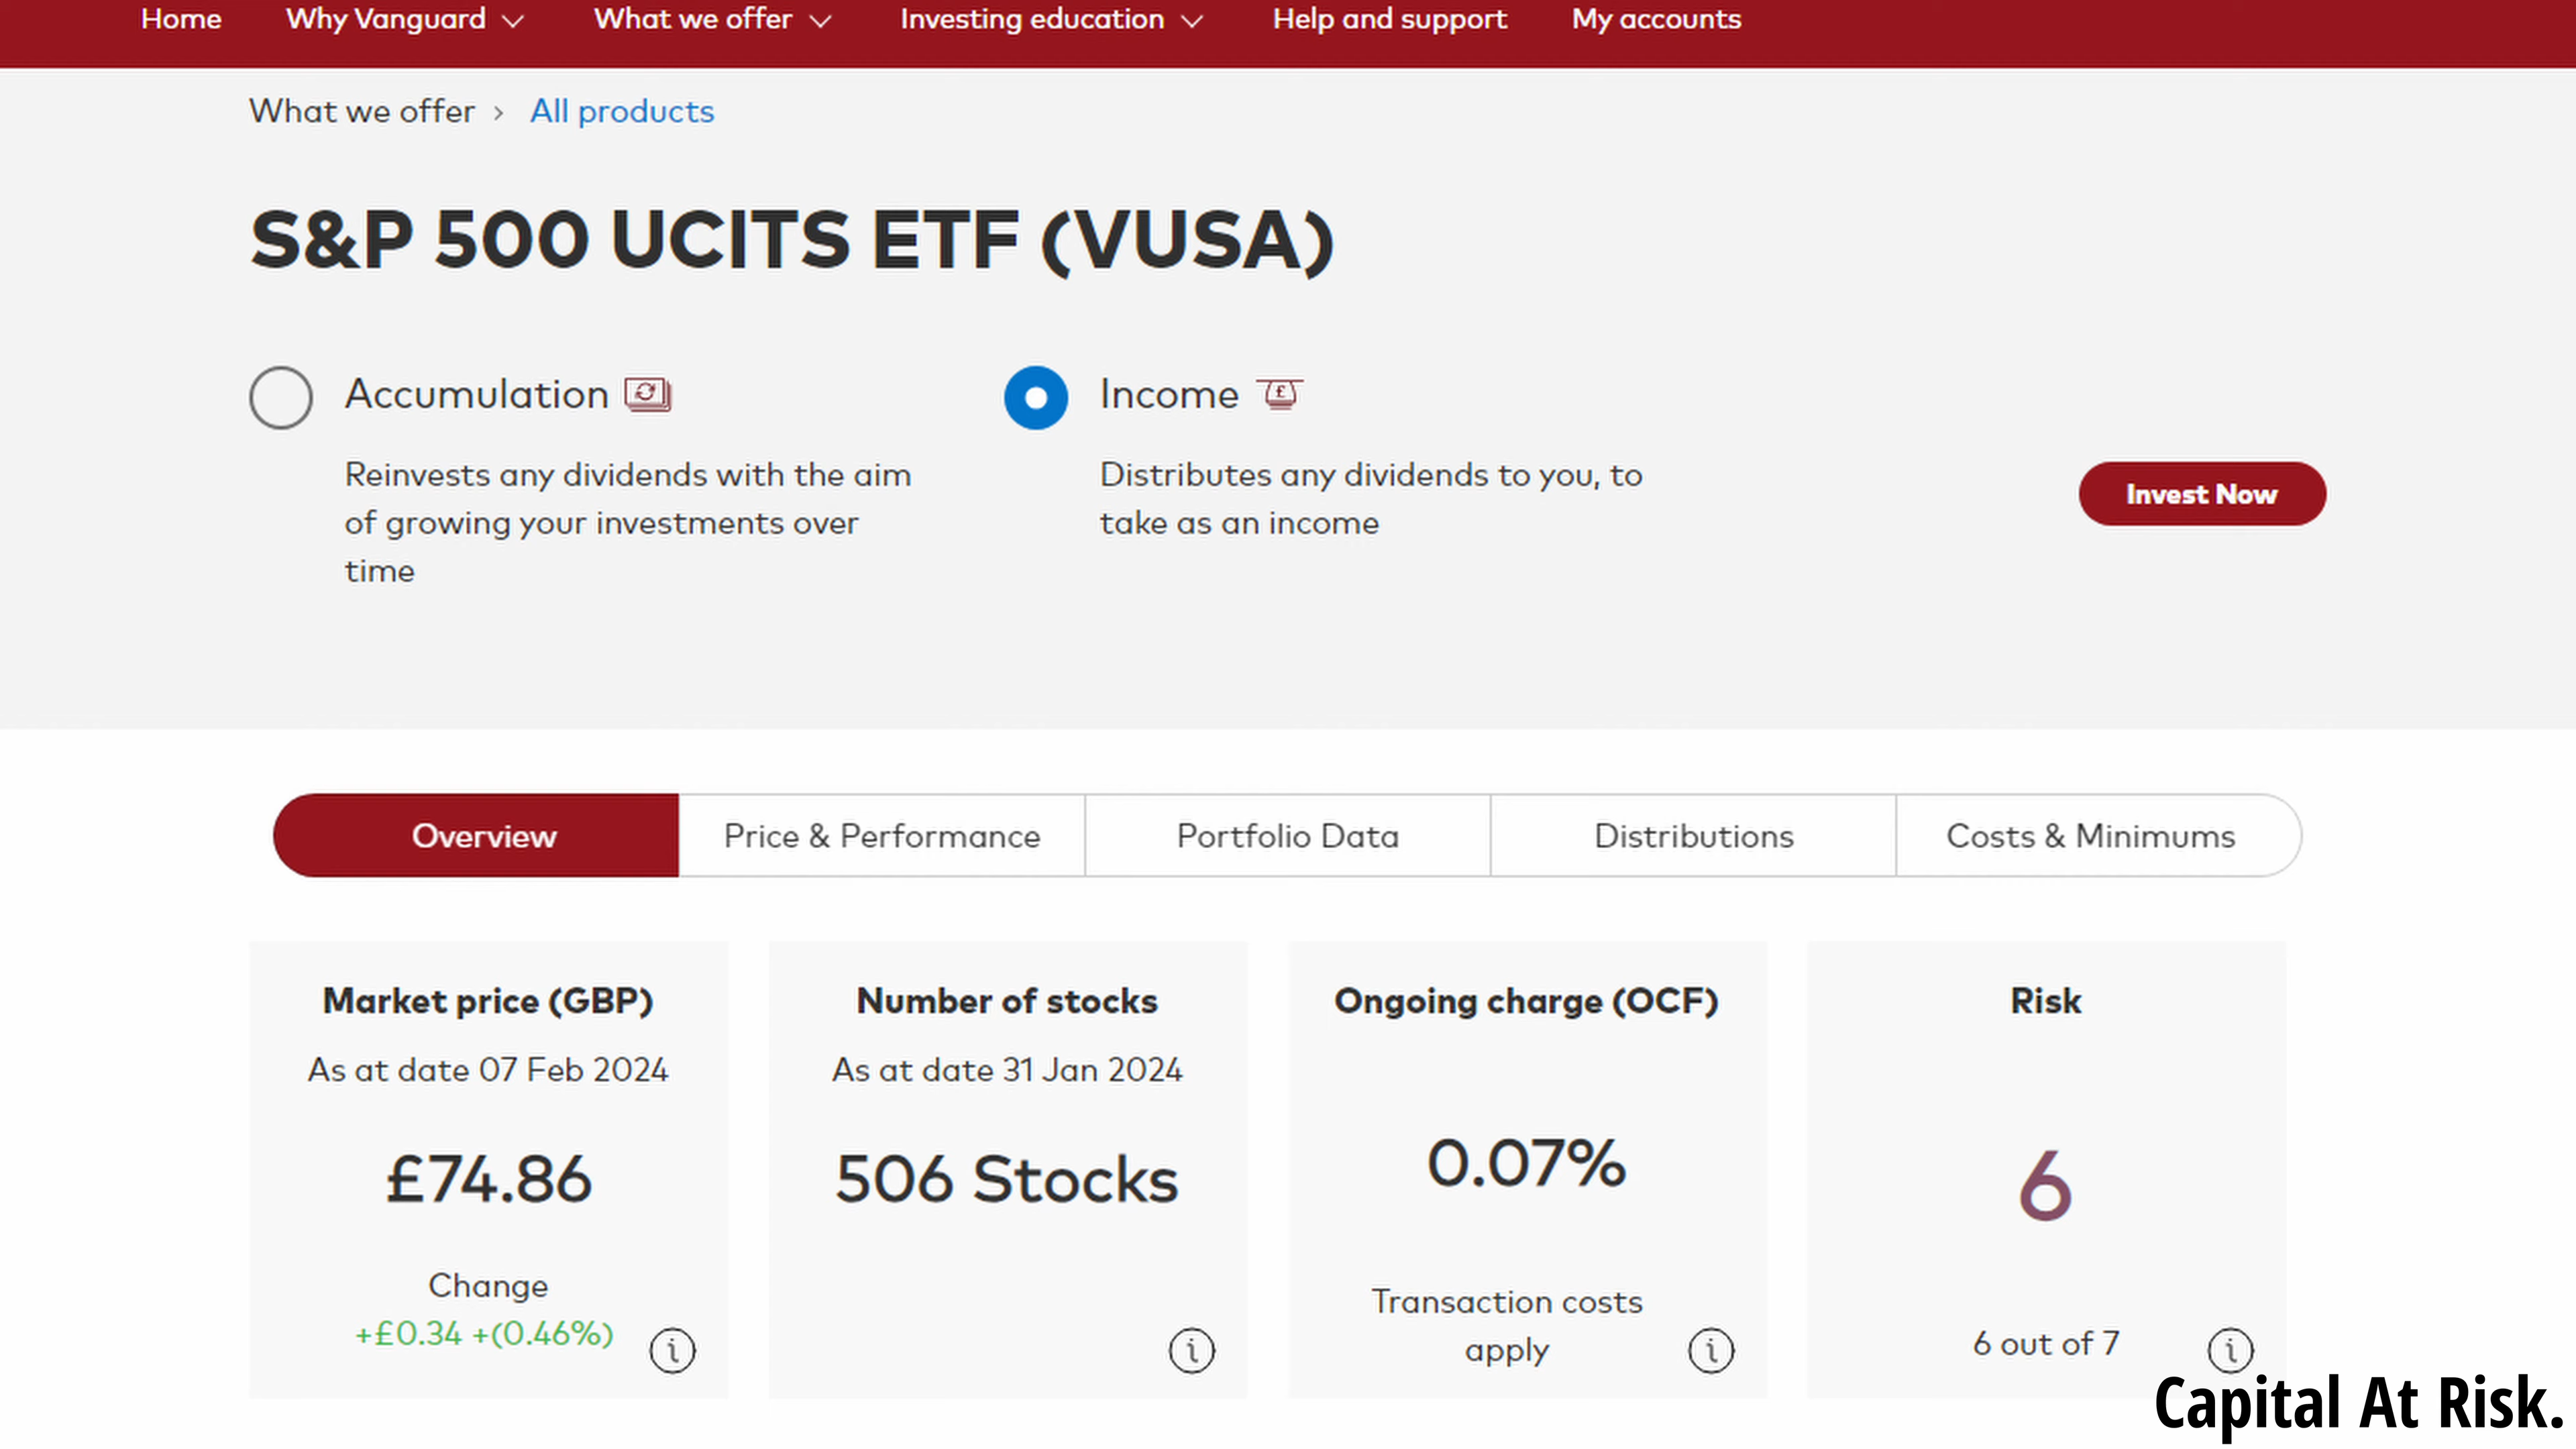 Home Why Vanguard What we offer Investing education Help and support My accounts
What we offer › All products
S&P 500 UCITS ETF (VUSA)
Accumulation
Reinvests any dividends with the aim
of growing your investments over
time
Income £
Distributes any dividends to you, to
take as an income
Invest Now
Overview Price & Performance Portfolio Data Distributions Costs & Minimums
Market price (GBP)
As at date 07 Feb 2024
£74.86
Change
+£0.34 +(0.46%)
i
Number of stocks
As at date 31 Jan 2024
506 Stocks
i
Ongoing charge (OCF)
0.07%
Transaction costs
apply
i
Risk
6
6 out of 7
i
Capital At Risk.